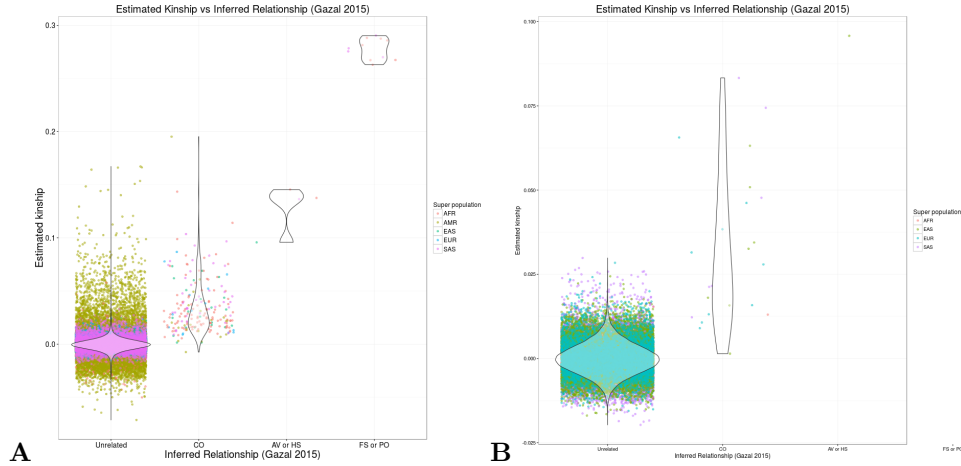 Estimated Kinship vs Inferred Relationship (Gazal 2015)
0.3
0.2
0.1
0.0
Estimated kinship
Unrelated CO AV or HS FS or PO
Inferred Relationship (Gazal 2015)
Super population
AFR
AMR
EAS
EUR
SAS
A
Estimated Kinship vs Inferred Relationship (Gazal 2015)
0.100
0.075
0.050
0.025
0.000
-0.025
Estimated kinship
Unrelated CO AV or HS FS or PO
Inferred Relationship (Gazal 2015)
Super population
AFR
EAS
EUR
SAS
B